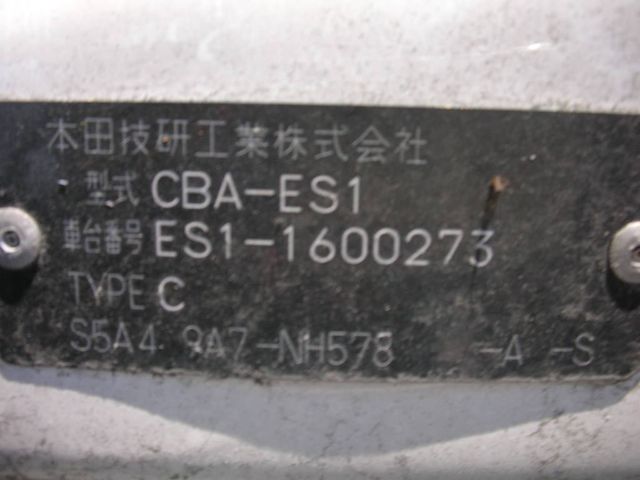 本田技研工業株式会社
型式 CBA-ES1
車台番号 ES1-1600273
TYPE C
S5A4 9A7-NH578 -A -S